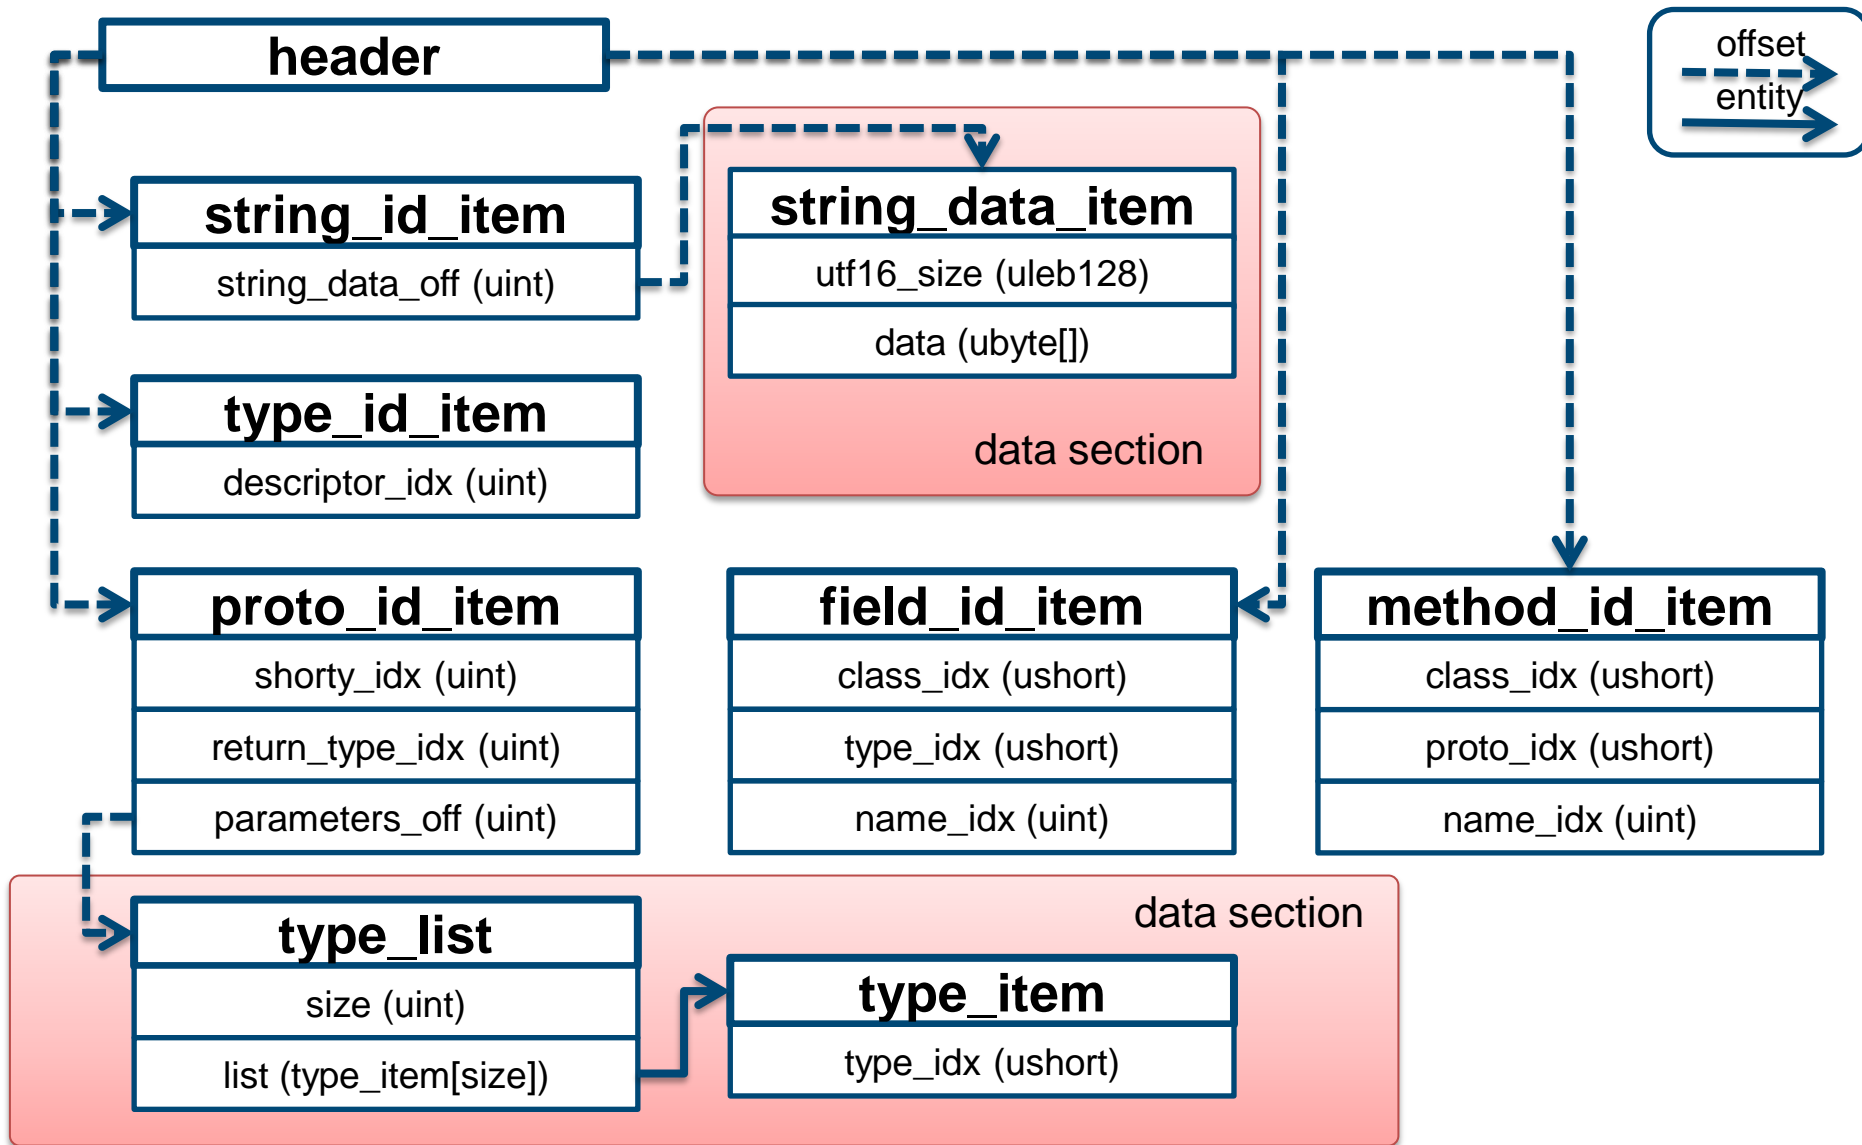 header
offset
entity
string_id_item
string_data_off (uint)
string_data_item
utf16_size (uleb128)
data (ubyte[])
data section
type_id_item
descriptor_idx (uint)
proto_id_item
shorty_idx (uint)
return_type_idx (uint)
parameters_off (uint)
field_id_item
class_idx (ushort)
type_idx (ushort)
name_idx (uint)
method_id_item
class_idx (ushort)
proto_idx (ushort)
name_idx (uint)
data section
type_list
size (uint)
list (type_item[size])
type_item
type_idx (ushort)